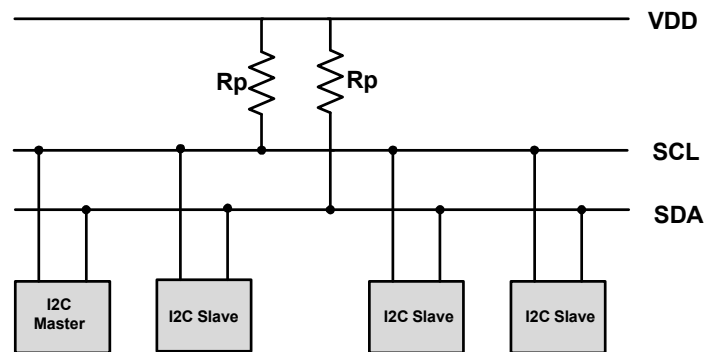 VDD
Rp
Rp
SCL
SDA
I2C
Master
I2C Slave
I2C Slave
I2C Slave